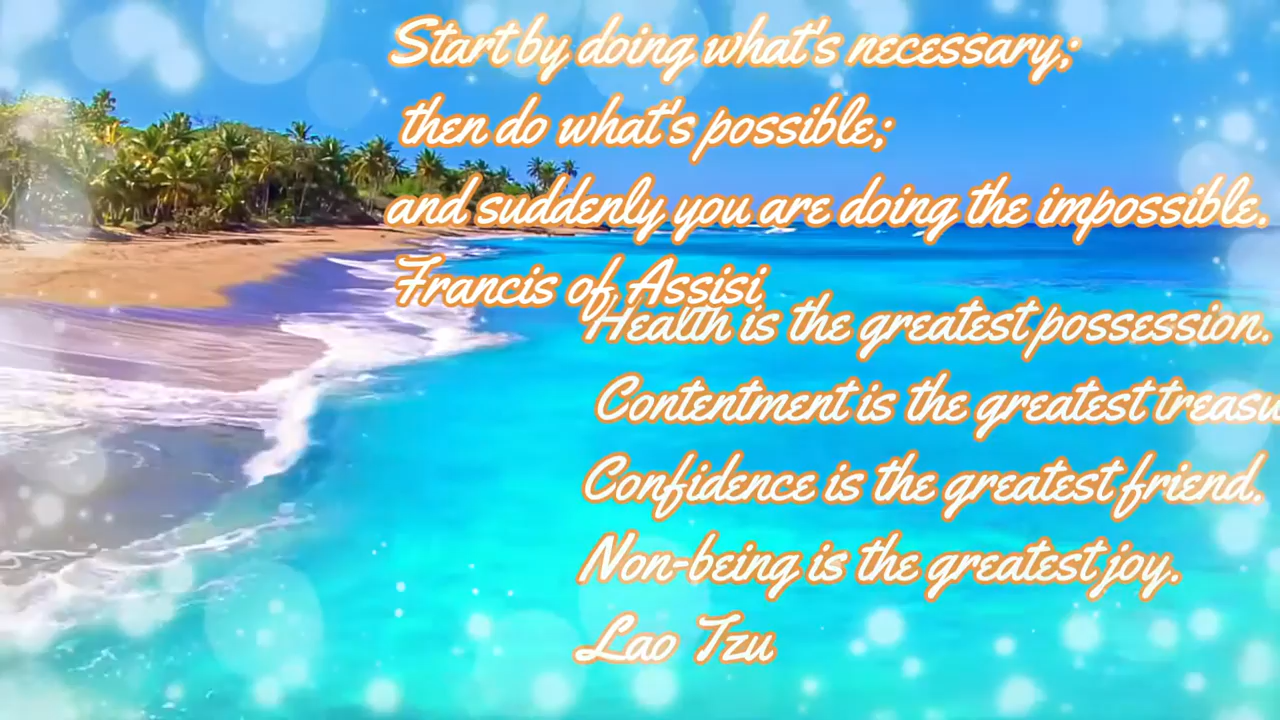 Start by doing what's necessary;
then do what's possible;
and suddenly you are doing the impossible.
Francis of Assisi
Health is the greatest possession.
Contentment is the greatest
Confidence is the greatest friend.
Non-being is the greatest joy.
Lao Tzu